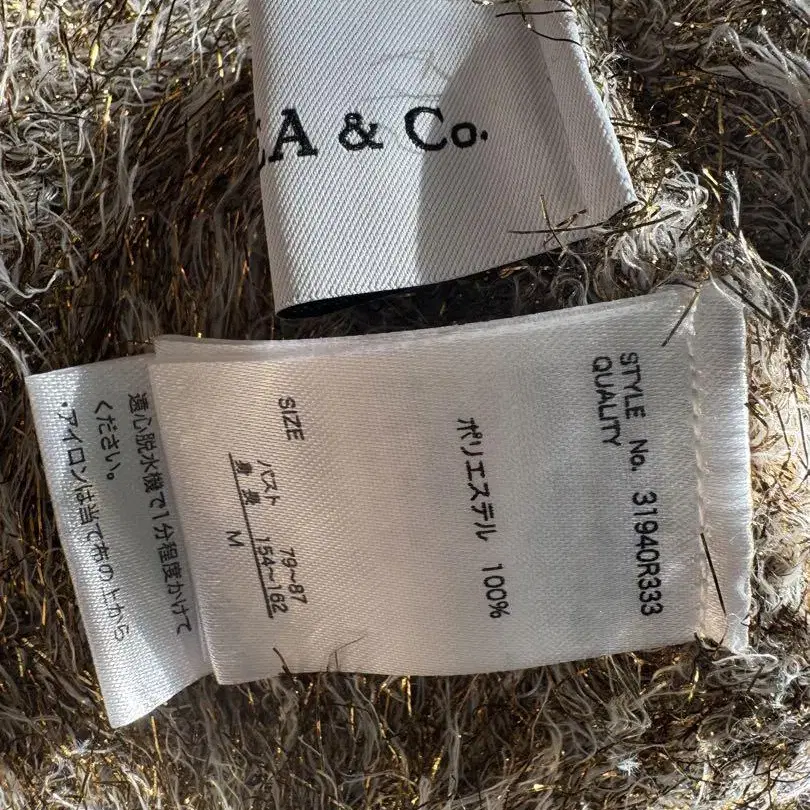 A & Co.
STYLE No. 31940R333
QUALITY
ポリエステル 100%
SIZE
バスト 79~87
身長 154~162
M
遠心脱水機で1分程度かけて
ください。
・アイロンは当て布の上から